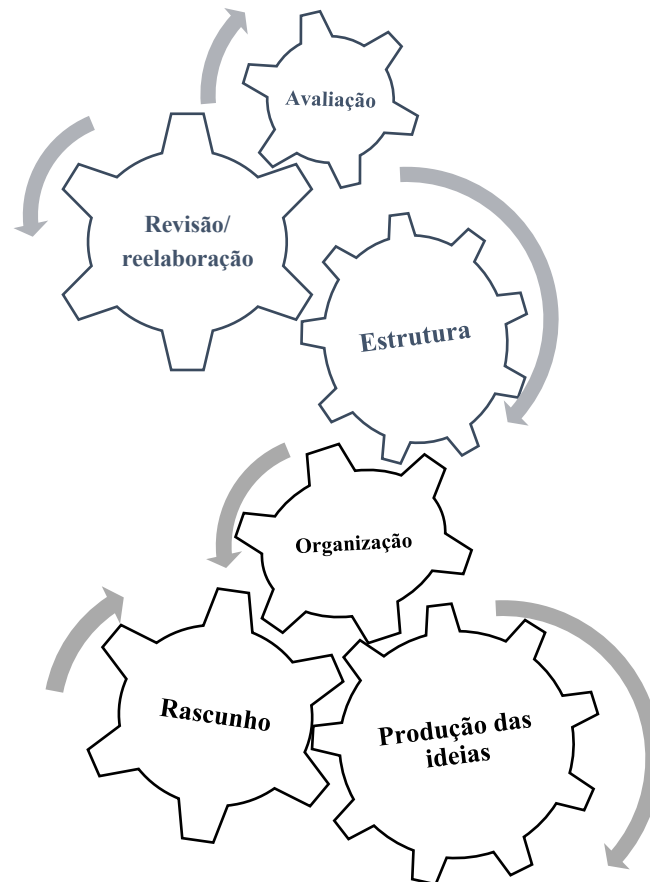 Avaliação
Revisão/
reelaboração
Estrutura
Organização
Rascunho
Produção das
ideias